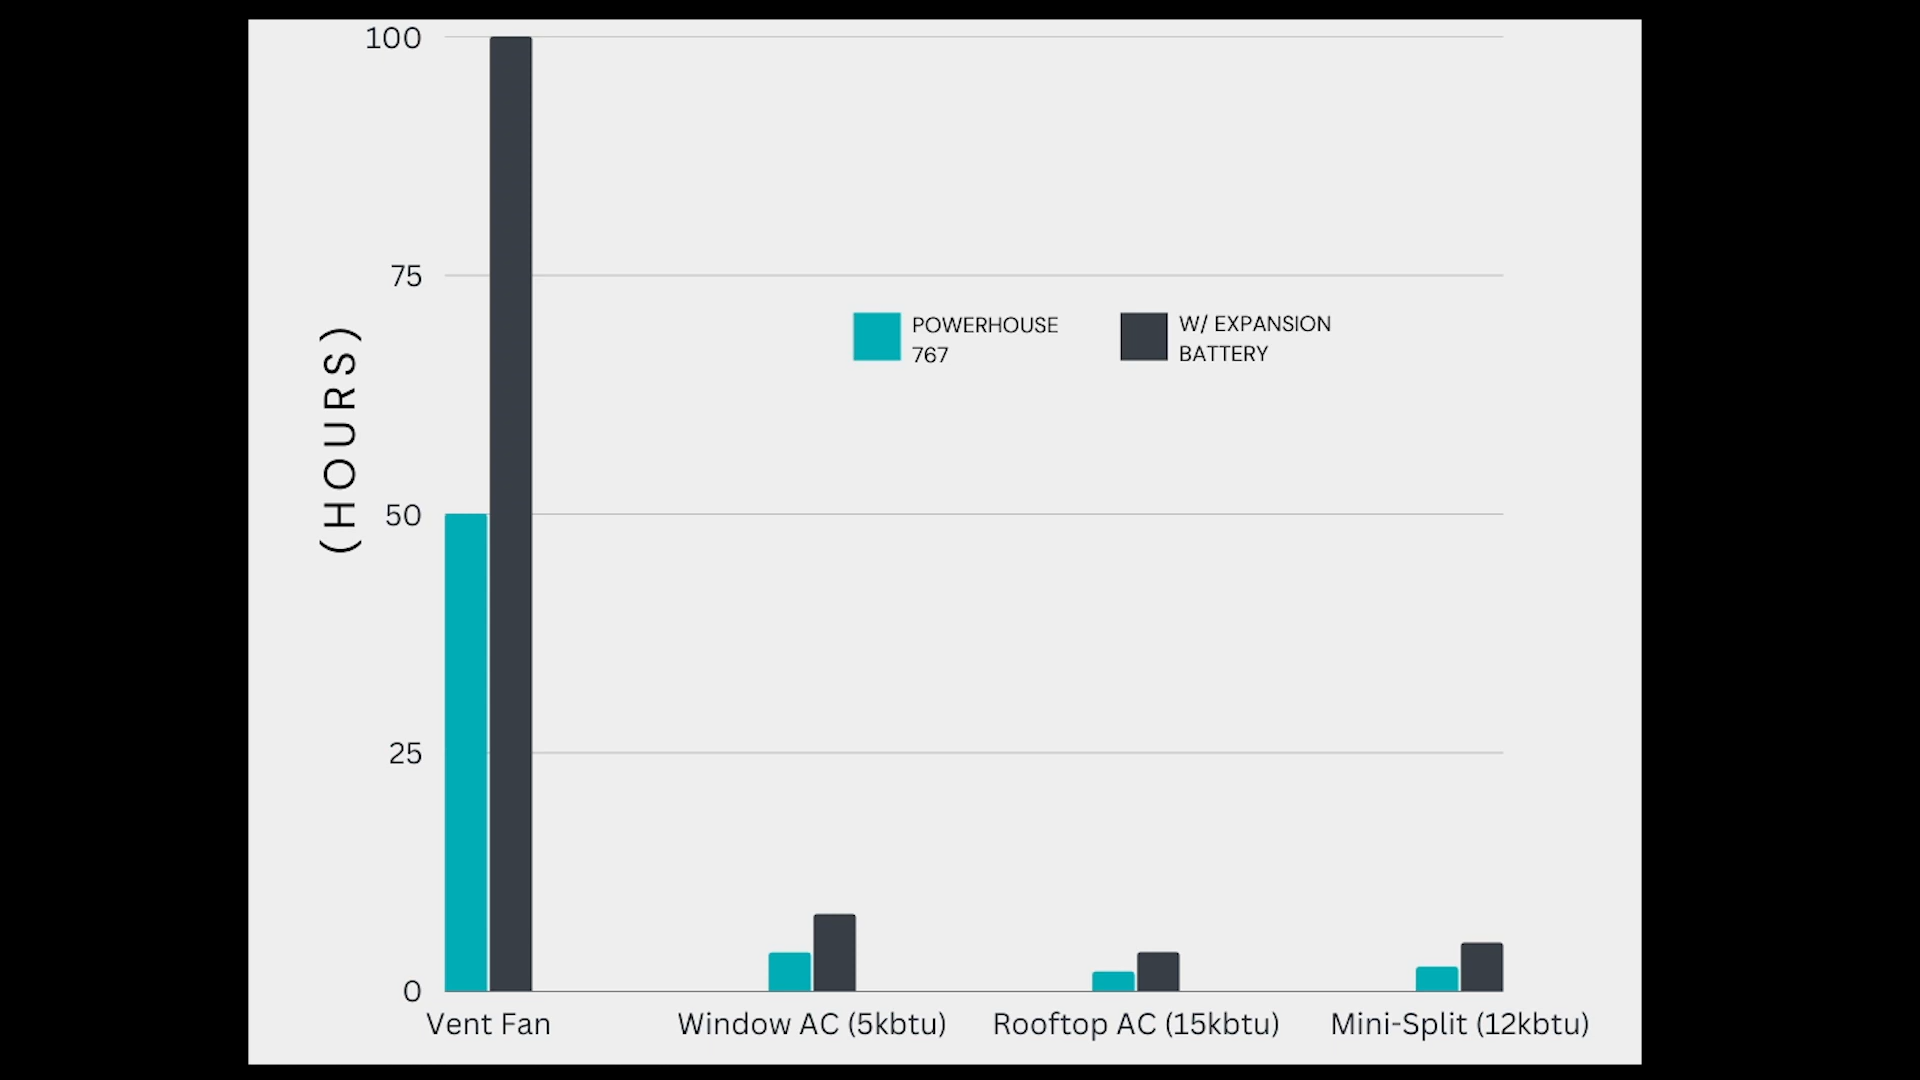 100
75
50
25
0
(HOURS)
POWERHOUSE
767
W/ EXPANSION
BATTERY
Vent Fan
Window AC (5kbtu)
Rooftop AC (15kbtu)
Mini-Split (12kbtu)